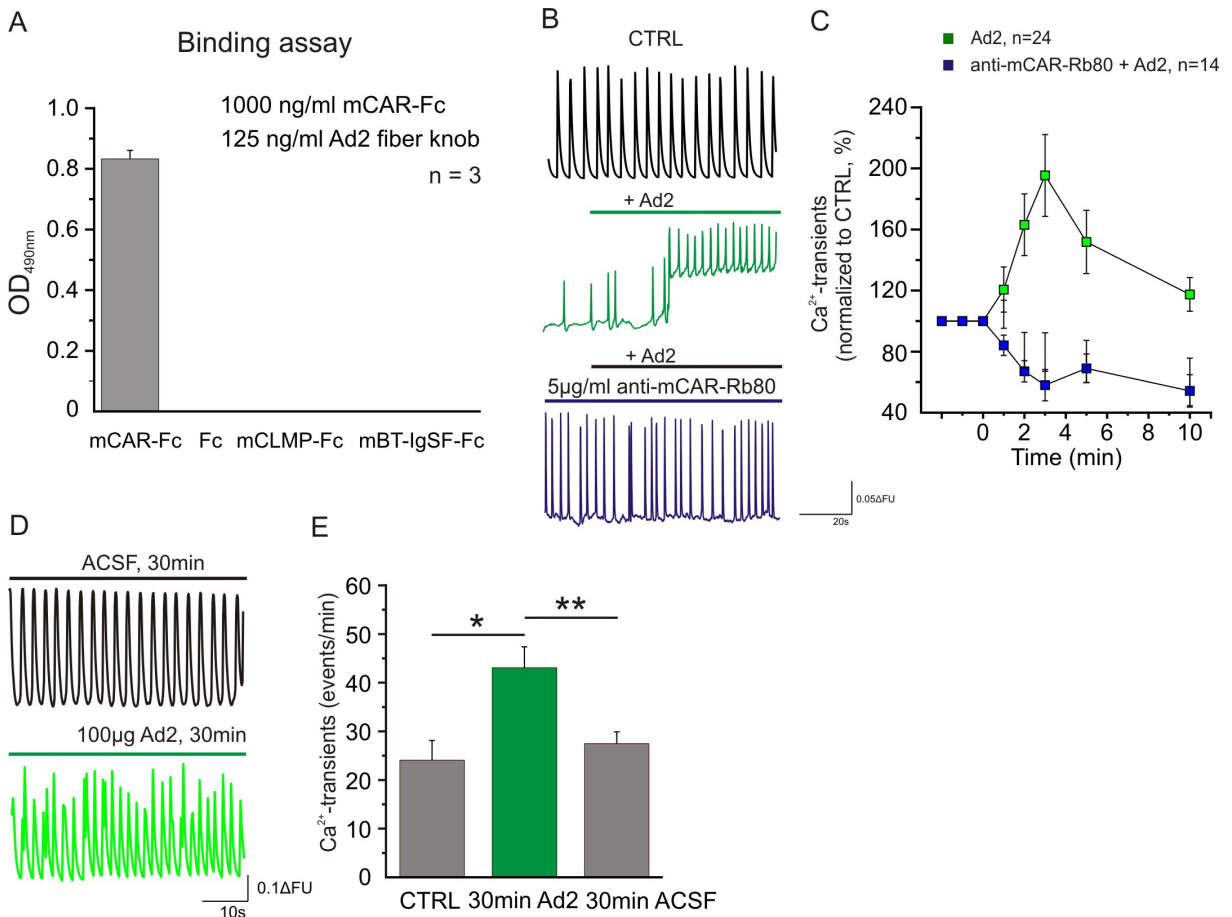 A
Binding assay
1000 ng/ml mCAR-Fc
125 ng/ml Ad2 fiber knob
n = 3
OD490nm
1.0
0.8
0.6
0.4
0.2
0
mCAR-Fc Fc mCLMP-Fc mBT-IgSF-Fc
B
CTRL
+ Ad2
+ Ad2
5µg/ml anti-mCAR-Rb80
0.05ΔFU
20s
C
Ad2, n=24
anti-mCAR-Rb80 + Ad2, n=14
Ca2+-transients
(normalized to CTRL, %)
240
200
160
120
80
40
0 2 4 6 8 10
Time (min)
D
ACSF, 30min
100µg Ad2, 30min
0.1ΔFU
10s
E
Ca2+-transients (events/min)
60
50
40
30
20
10
0
*
**
CTRL 30min Ad2 30min ACSF